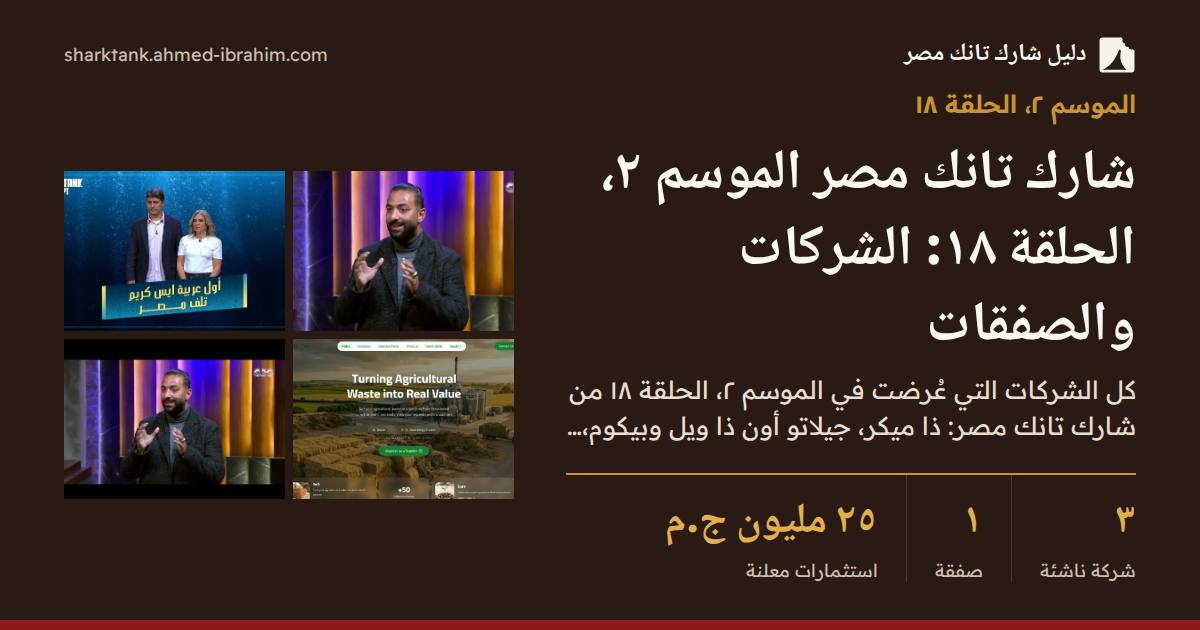 دليل شارك تانك مصر
sharktank.ahmed-ibrahim.com
الموسم ٢، الحلقة ١٨
شارك تانك مصر الموسم ٢،
الحلقة ١٨: الشركات
والصفقات
كل الشركات التي عُرضت في الموسم ٢، الحلقة ١٨ من
شارك تانك مصر: ذا ميكر، جيلاتو أون ذا ويل وبيكوم،...
٣
شركة ناشئة
١
صفقة
٢٥ مليون ج.م
استثمارات معلنة
TANK
أول عربية ايس كريم
تلف مـــصــر
Turning Agricultural
Waste into Real Value
+50